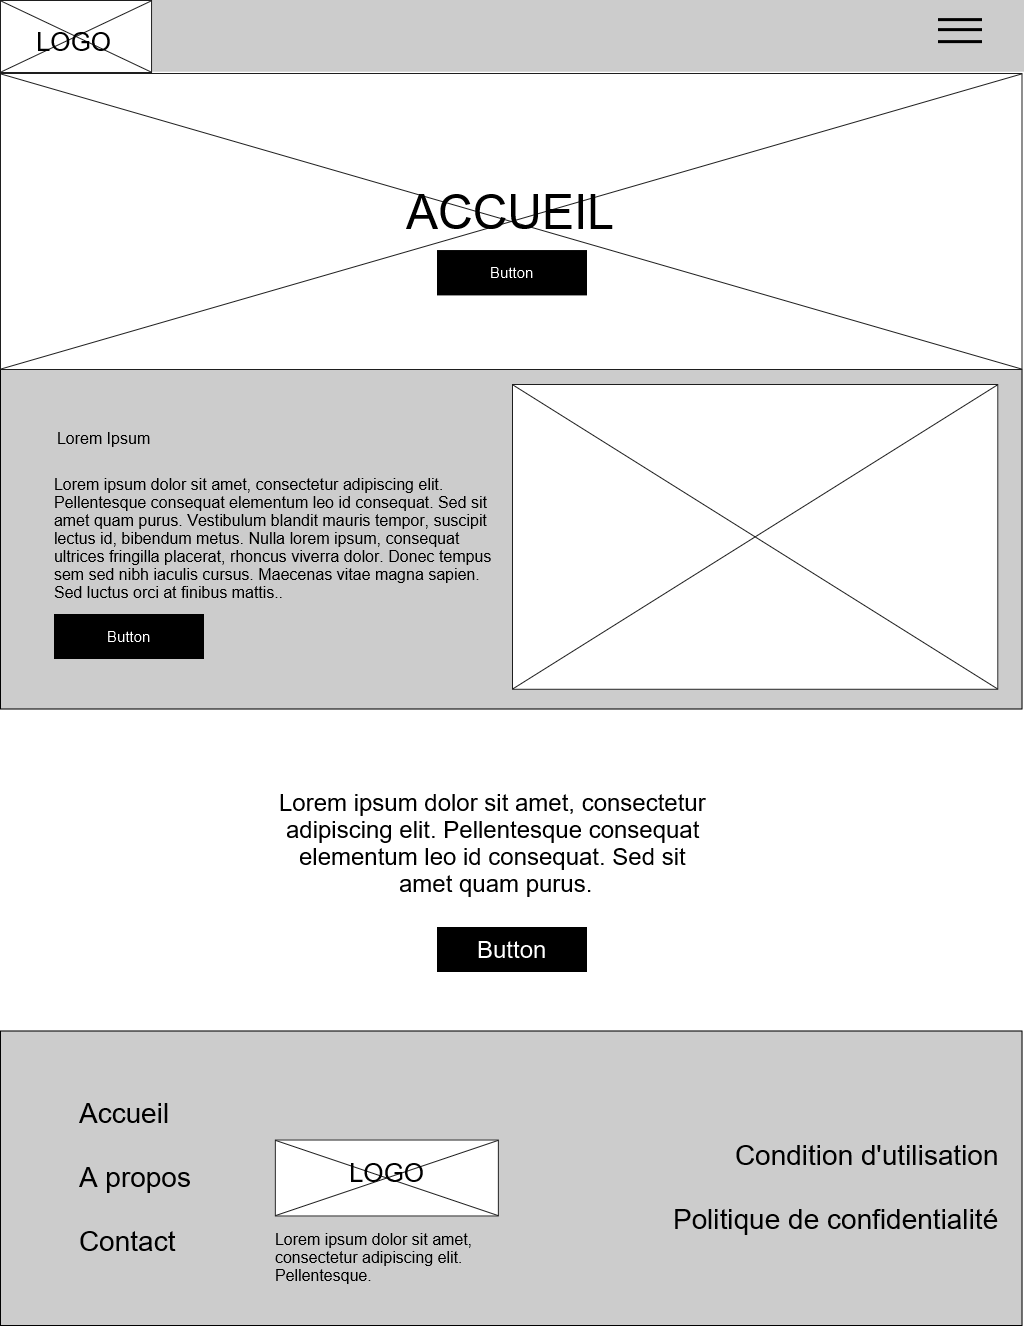 LOGO
ACCUEIL
Button
Lorem Ipsum
Lorem ipsum dolor sit amet, consectetur adipiscing elit.
Pellentesque consequat elementum leo id consequat. Sed sit
amet quam purus. Vestibulum blandit mauris tempor, suscipit
lectus id, bibendum metus. Nulla lorem ipsum, consequat
ultrices fringilla placerat, rhoncus viverra dolor. Donec tempus
sem sed nibh iaculis cursus. Maecenas vitae magna sapien.
Sed luctus orci at finibus mattis..
Button
Lorem ipsum dolor sit amet, consectetur
adipiscing elit. Pellentesque consequat
elementum leo id consequat. Sed sit
amet quam purus.
Button
Accueil
A propos
Contact
LOGO
Lorem ipsum dolor sit amet,
consectetur adipiscing elit.
Pellentesque.
Condition d'utilisation
Politique de confidentialité